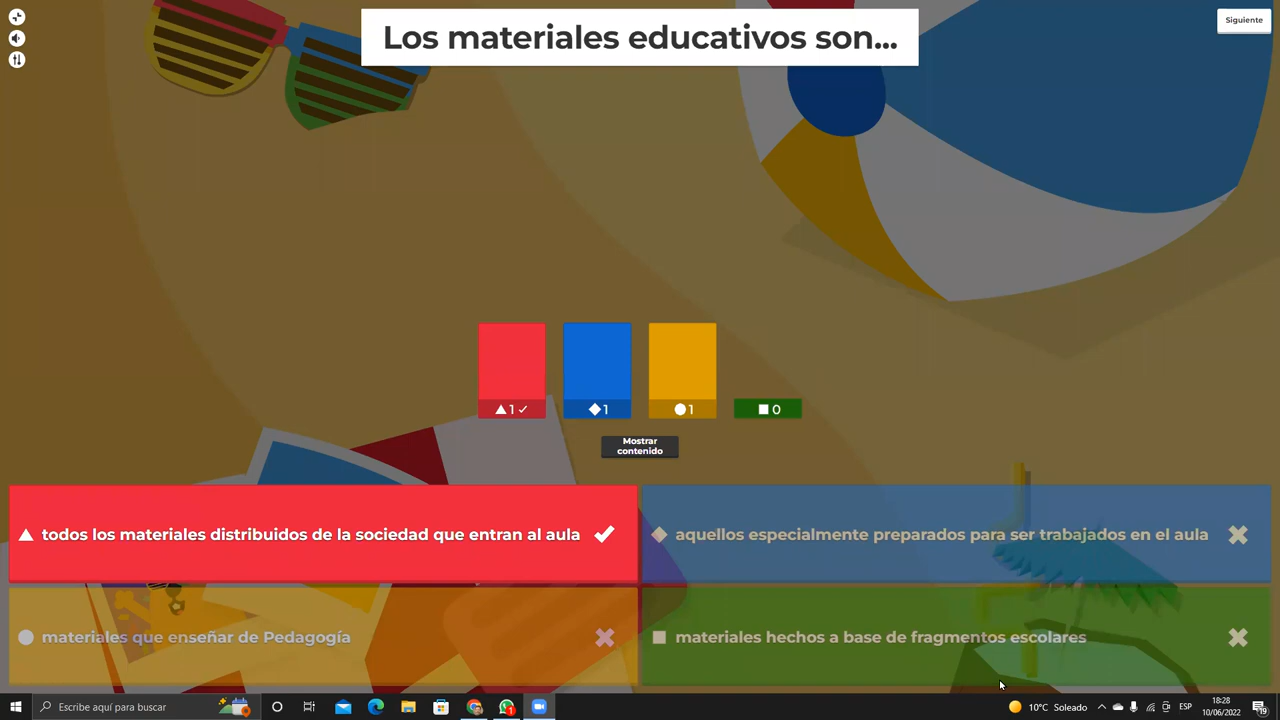 Los materiales educativos son...
Siguiente
1
1
1
0
Mostrar
contenido
todos los materiales distribuidos de la sociedad que entran al aula
aquellos especialmente preparados para ser trabajados en el aula
materiales que enseñar de Pedagogía
materiales hechos a base de fragmentos escolares
Escribe aquí para buscar
1
10°C Soleado
ESP
18:28
10/06/2022
19